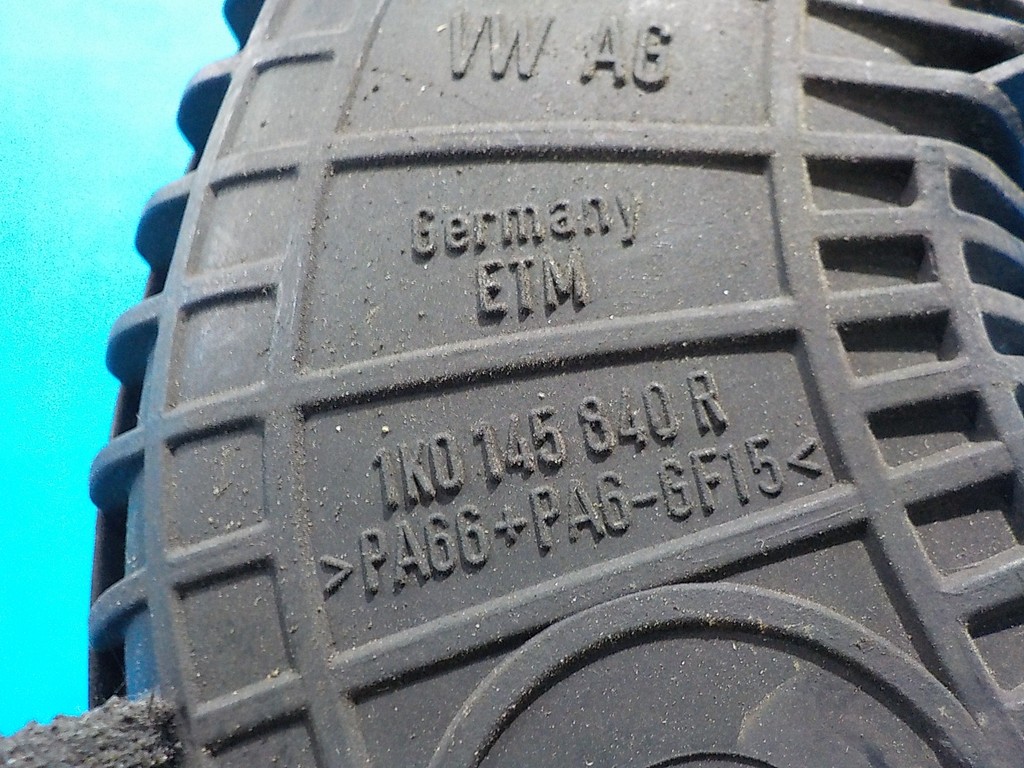 VW AG
Germany
ETM
1K0 145 840 R
>PA66+PA6-GF15<